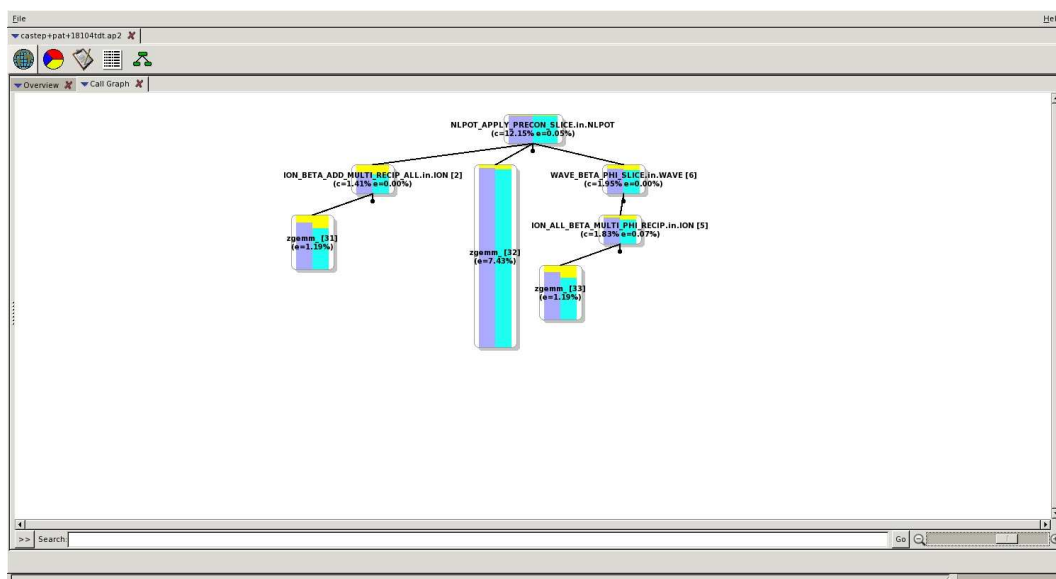 File
Hel
castep+pat+18104tdt.ap2
Overview
Call Graph
NLPOT_APPLY_PRECON_SLICE.in.NLPOT
(c=12.15% e=0.05%)
ION_BETA_ADD_MULTI_RECIP_ALL.in.ION [2]
(c=1.41% e=0.00%)
WAVE_BETA_PHI_SLICE.in.WAVE [6]
(c=1.95% e=0.00%)
ION_ALL_BETA_MULTI_PHI_RECIP.in.ION [5]
(c=1.83% e=0.07%)
zgemm_ [31]
(e=1.19%)
zgemm_ [32]
(e=7.43%)
zgemm_ [33]
(e=1.19%)
>> Search: Go